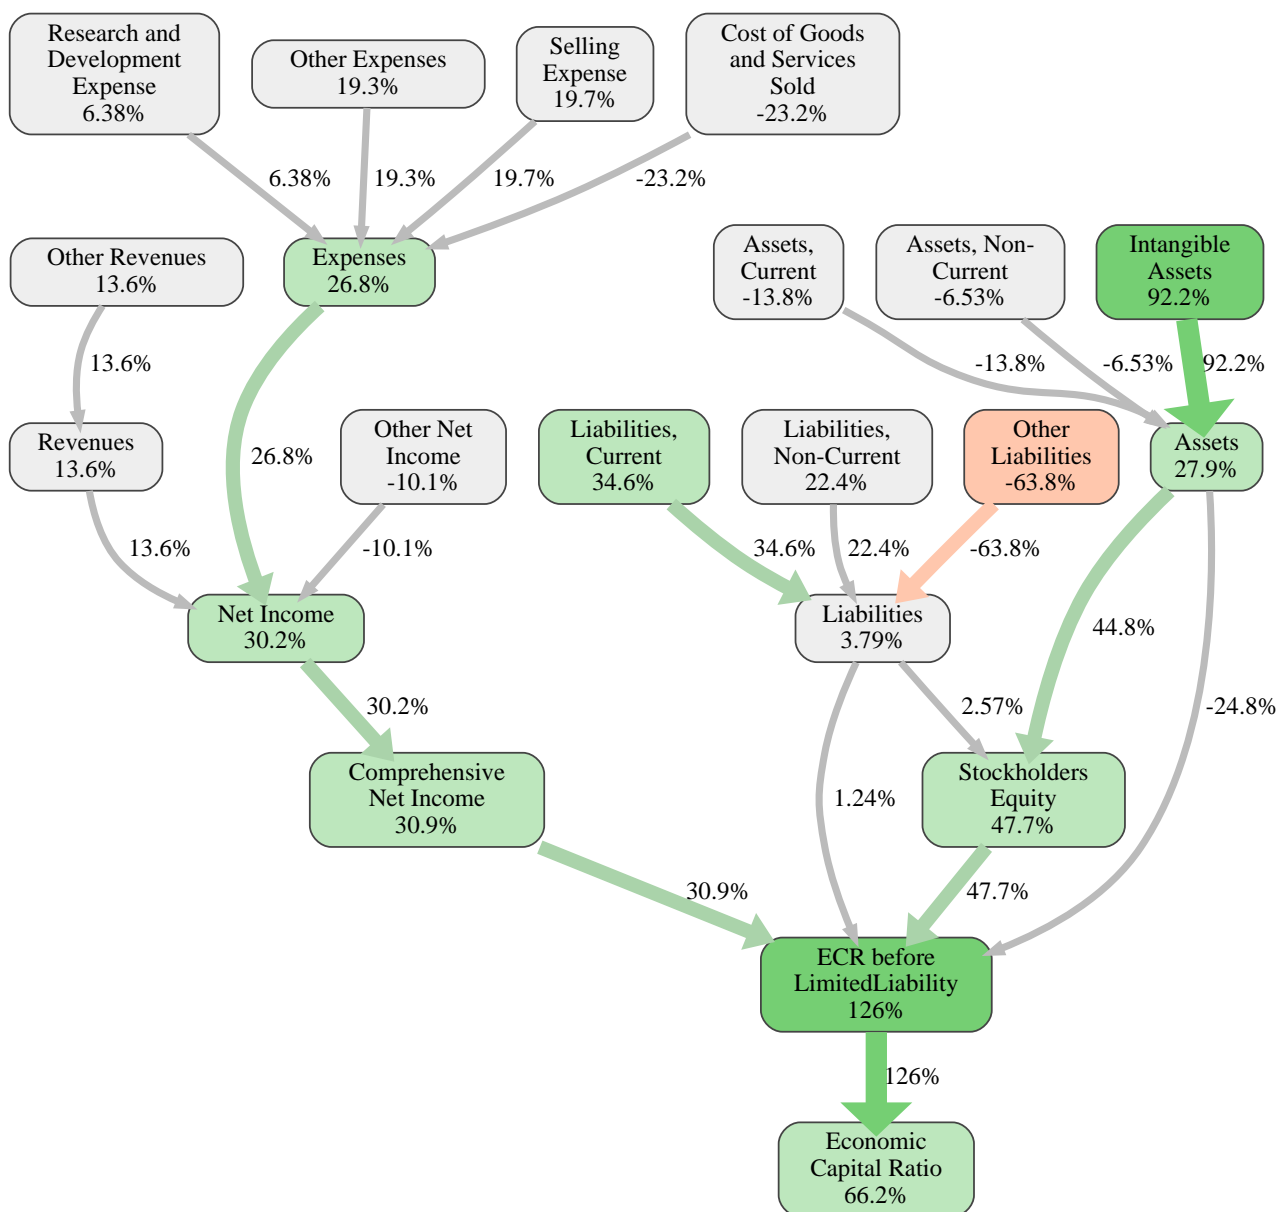 Research and
Development
Expense
6.38%
Other Expenses
19.3%
Selling
Expense
19.7%
Cost of Goods
and Services
Sold
-23.2%
6.38%
19.3%
19.7%
-23.2%
Other Revenues
13.6%
Expenses
26.8%
Assets,
Current
-13.8%
Assets, Non-
Current
-6.53%
Intangible
Assets
92.2%
13.6%
-13.8%
-6.53%
92.2%
Revenues
13.6%
26.8%
Other Net
Income
-10.1%
Liabilities,
Current
34.6%
Liabilities,
Non-Current
22.4%
Other
Liabilities
-63.8%
Assets
27.9%
13.6%
-10.1%
34.6%
22.4%
-63.8%
Net Income
30.2%
Liabilities
3.79%
44.8%
30.2%
2.57%
-24.8%
Comprehensive
Net Income
30.9%
1.24%
Stockholders
Equity
47.7%
30.9%
47.7%
ECR before
LimitedLiability
126%
126%
Economic
Capital Ratio
66.2%